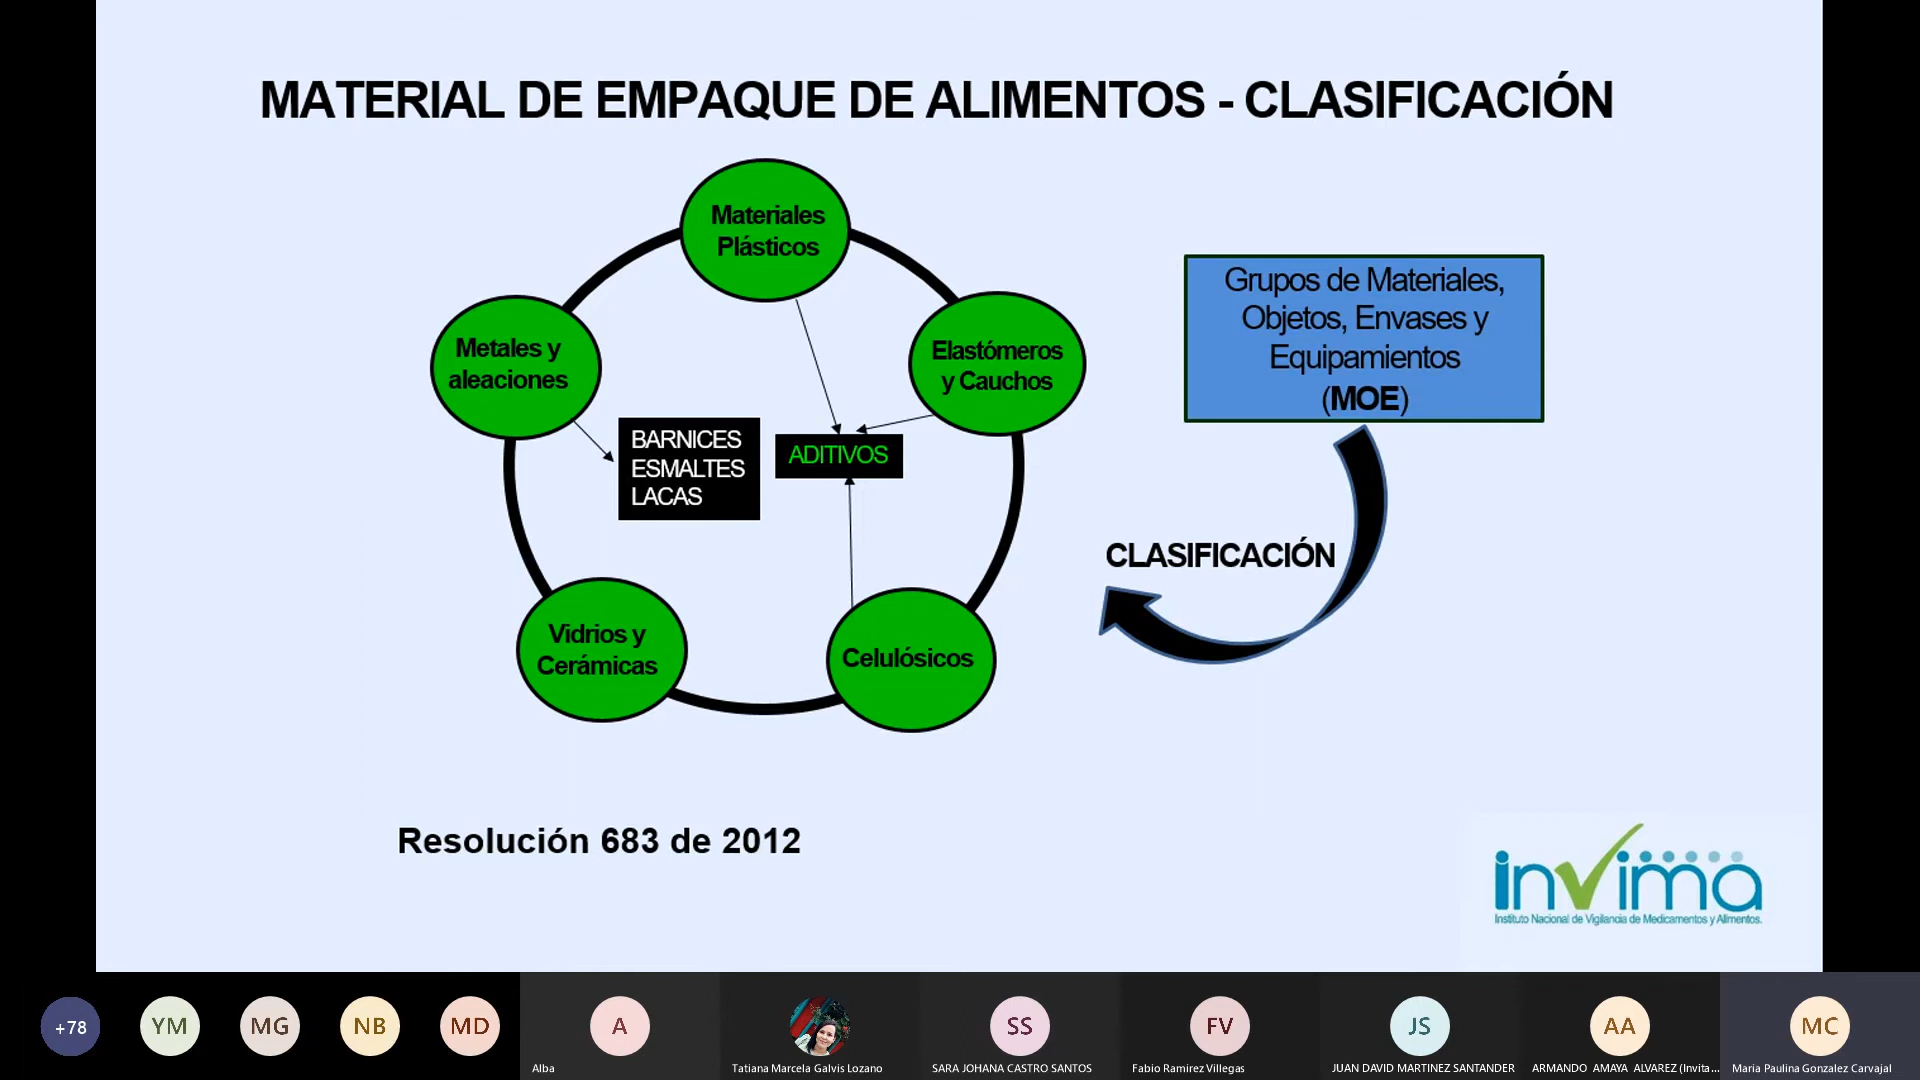 MATERIAL DE EMPAQUE DE ALIMENTOS - CLASIFICACIÓN
Materiales
Plásticos
Metales y
aleaciones
Elastómeros
y Cauchos
BARNICES
ESMALTES
LACAS
ADITIVOS
Vidrios y
Cerámicas
Celulósicos
Grupos de Materiales,
Objetos, Envases y
Equipamientos
(MOE)
CLASIFICACIÓN
Resolución 683 de 2012
invima
Instituto Nacional de Vigilancia de Medicamentos y Alimentos.
+78
YM
MG
NB
MD
A
SS
FV
JS
AA
MC
Alba
Tatiana Marcela Galvis Lozano
SARA JOHANA CASTRO SANTOS
Fabio Ramirez Villegas
JUAN DAVID MARTINEZ SANTANDER
ARMANDO AMAYA ALVAREZ (Invita...
Maria Paulina Gonzalez Carvajal